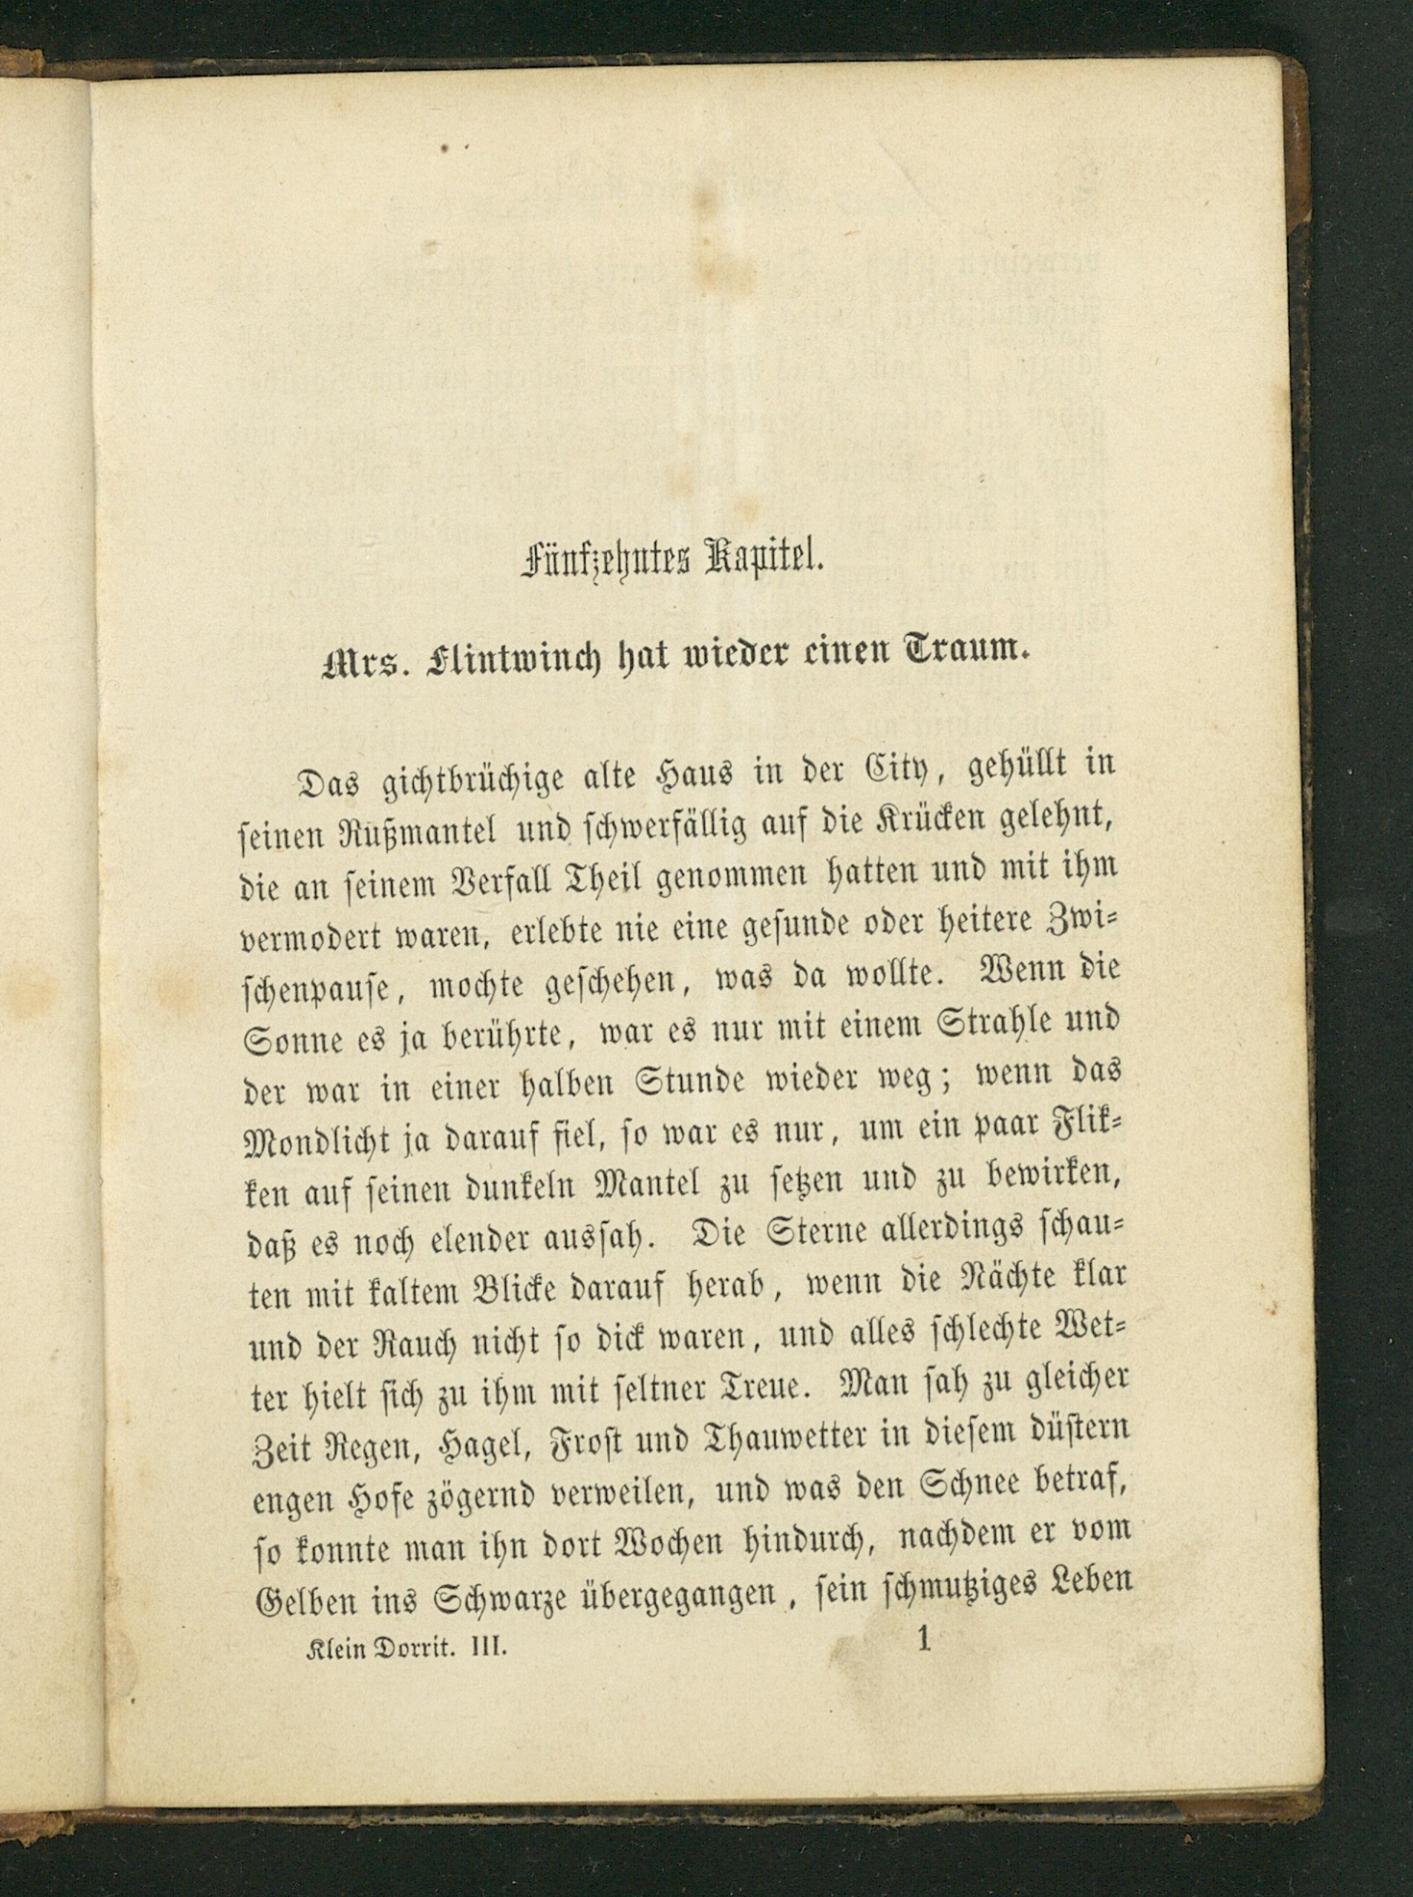 Fünfzehntes Kapitel.
Mrs. Flintwinch hat wieder einen Traum.
Das gichtbrüchige alte Haus in der City, gehüllt in
seinen Rußmantel und schwerfällig auf die Krücken gelehnt,
die an seinem Verfall Theil genommen hatten und mit ihm
vermodert waren, erlebte nie eine gesunde oder heitere Zwi-
schenpause, mochte geschehen, was da wollte. Wenn die
Sonne es ja berührte, war es nur mit einem Strahle und
der war in einer halben Stunde wieder weg; wenn das
Mondlicht ja darauf fiel, so war es nur, um ein paar Flik-
ken auf seinen dunkeln Mantel zu setzen und zu bewirken,
daß es noch elender aussah. Die Sterne allerdings schau-
ten mit kaltem Blicke darauf herab, wenn die Nächte klar
und der Rauch nicht so dick waren, und alles schlechte Wet-
ter hielt sich zu ihm mit seltner Treue. Man sah zu gleicher
Zeit Regen, Hagel, Frost und Thauwetter in diesem düstern
engen Hofe zögernd verweilen, und was den Schnee betraf,
so konnte man ihn dort Wochen hindurch, nachdem er vom
Gelben ins Schwarze übergegangen, sein schmutziges Leben
Klein Dorrit. III. 1